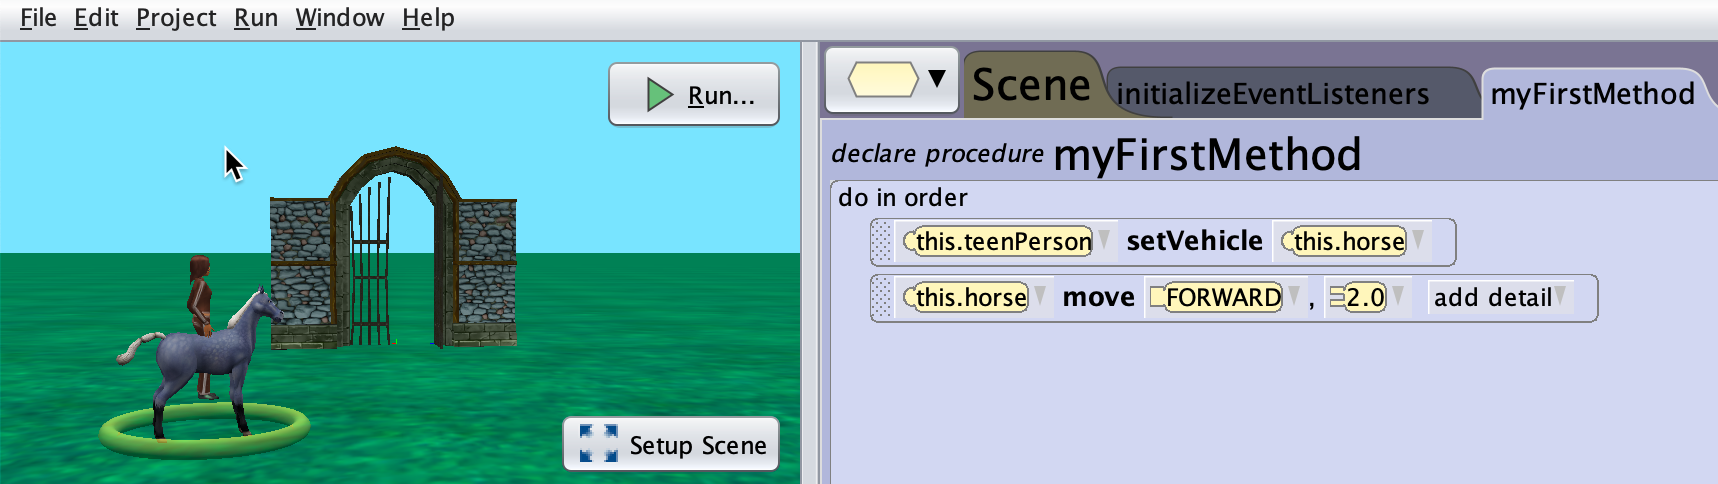 File Edit Project Run Window Help
Run...
Setup Scene
Scene initializeEventListeners myFirstMethod
declare procedure myFirstMethod
do in order
this.teenPerson setVehicle this.horse
this.horse move FORWARD , 2.0 add detail